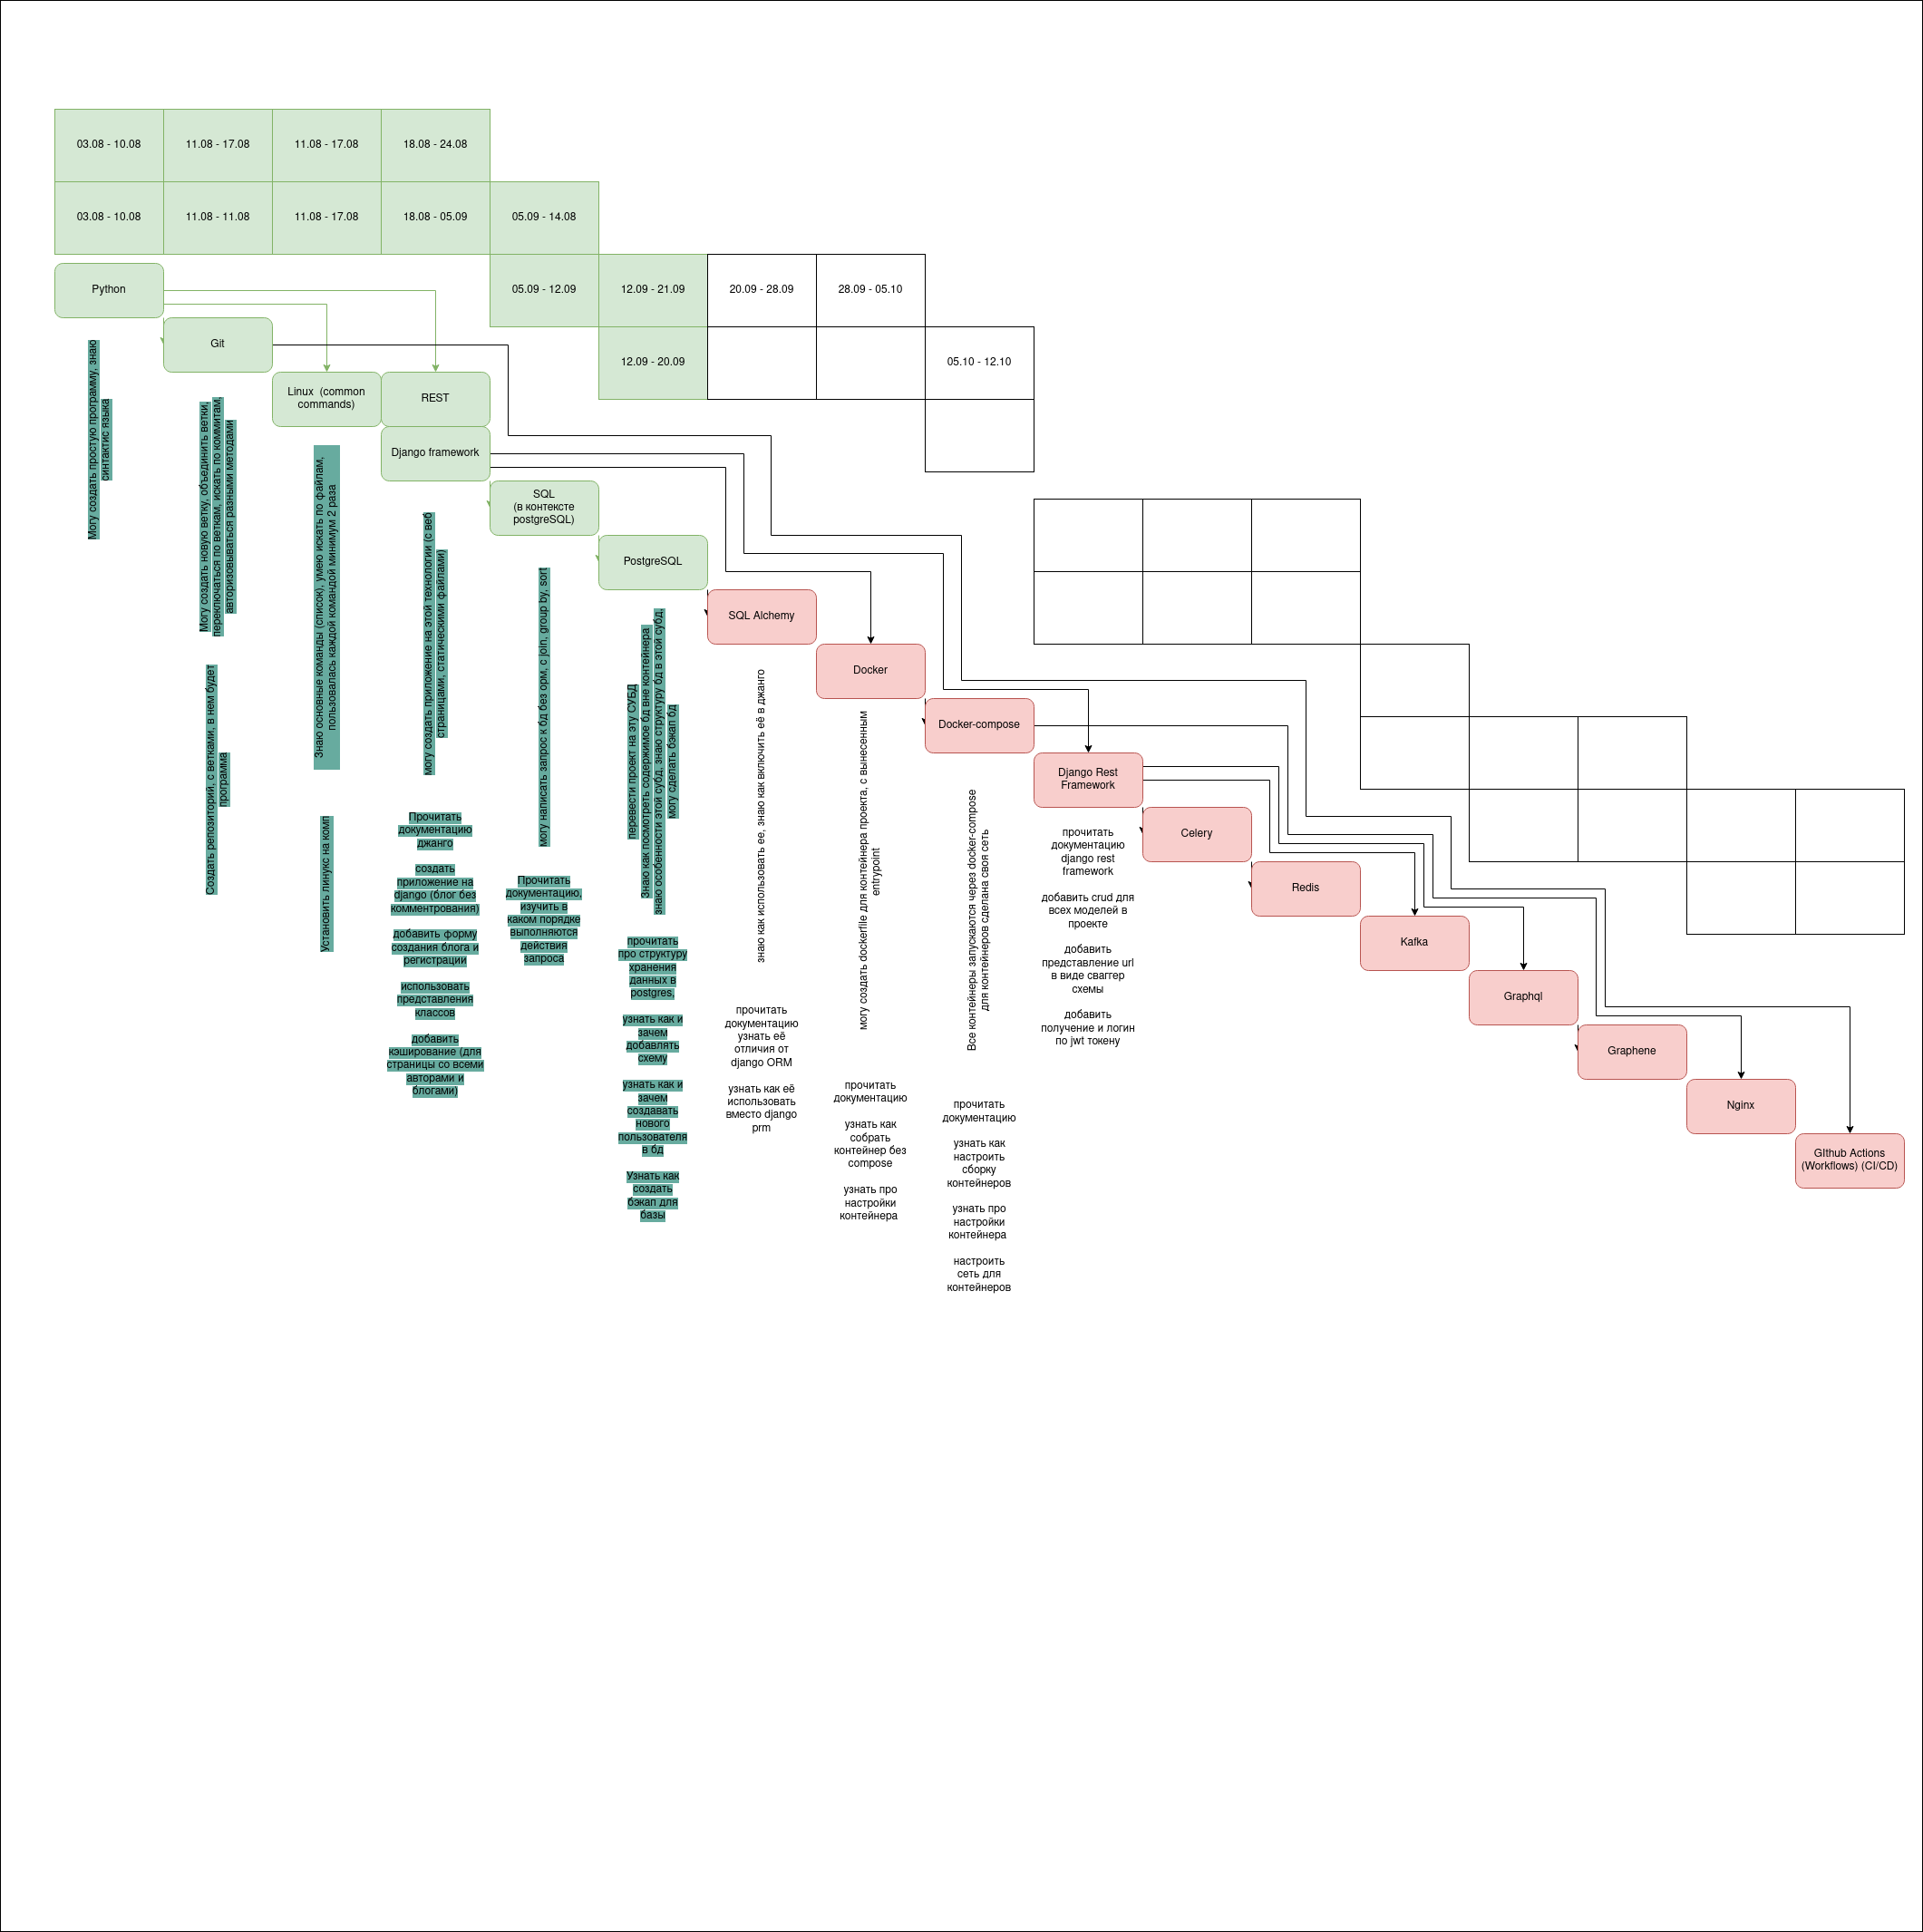 03.08 - 10.08
11.08 - 17.08
11.08 - 17.08
18.08 - 24.08
03.08 - 10.08
11.08 - 11.08
11.08 - 17.08
18.08 - 05.09
05.09 - 14.08
05.09 - 12.09
12.09 - 21.09
20.09 - 28.09
28.09 - 05.10
12.09 - 20.09
05.10 - 12.10
Python
Git
Linux (common
commands)
REST
Django framework
SQL
(в контексте
postgreSQL)
PostgreSQL
SQL Alchemy
Docker
Docker-compose
Django Rest
Framework
Celery
Redis
Kafka
Graphql
Graphene
Nginx
GIthub Actions
(Workflows) (CI/CD)
Могу создать простую программу, знаю
синтактис языка
Могу создать новую ветку, объединить ветки,
переключаться по веткам, искать по коммитам,
авторизовываться разными методами
Создать репозиторий, с ветками, в нем будет
программа
Знаю основные команды (список), умею искать по файлам,
пользовалась каждой командой минимум 2 раза
Установить линукс на комп
могу создать приложение на этой технологии (с веб
страницами, статическими файлами)
Прочитать
документацию
джанго
создать
приложение на
django (блог без
комментрования)
добавить форму
создания блога и
регистрации
использовать
представления
классов
добавить
кэширование (для
страницы со всеми
авторами и
блогами)
могу написать запрос к бд без орм, с join, group by, sort
Прочитать
документацию,
изучить в
каком порядке
выполняются
действия
запроса
перевести проект на эту СУБД
Знаю как посмотреть содержимое бд вне контейнера
знаю особенности этой субд, знаю структуру бд в этой субд,
могу сделать бэкап бд
прочитать
про структуру
хранения
данных в
postgres,
узнать как и
зачем
добавлять
схему
узнать как и
зачем
создавать
нового
пользователя
в бд
Узнать как
создать
бэкап для
базы
знаю как использовать ее, знаю как включить её в джанго
прочитать
документацию
узнать её
отличия от
django ORM
узнать как её
использовать
вместо django
prm
могу создать dockerfile для контейнера проекта, с вынесенным
entrypoint
прочитать
документацию
узнать как
собрать
контейнер без
compose
узнать про
настройки
контейнера
Все контейнеры запускаются через docker-compose
для контейнеров сделана своя сеть
прочитать
документацию
узнать как
настроить
сборку
контейнеров
узнать про
настройки
контейнера
настроить
сеть для
контейнеров
прочитать
документацию
django rest
framework
добавить crud для
всех моделей в
проекте
добавить
представление url
в виде сваггер
схемы
добавить
получение и логин
по jwt токену